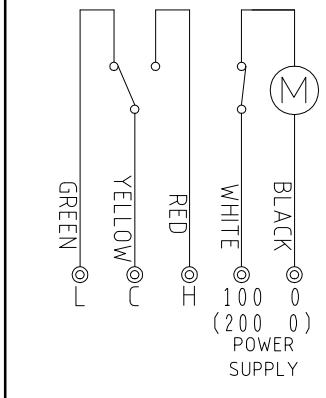 M
GREEN
YELLOW
RED
WHITE
BLACK
L C H 100 0
(200 0)
POWER
SUPPLY